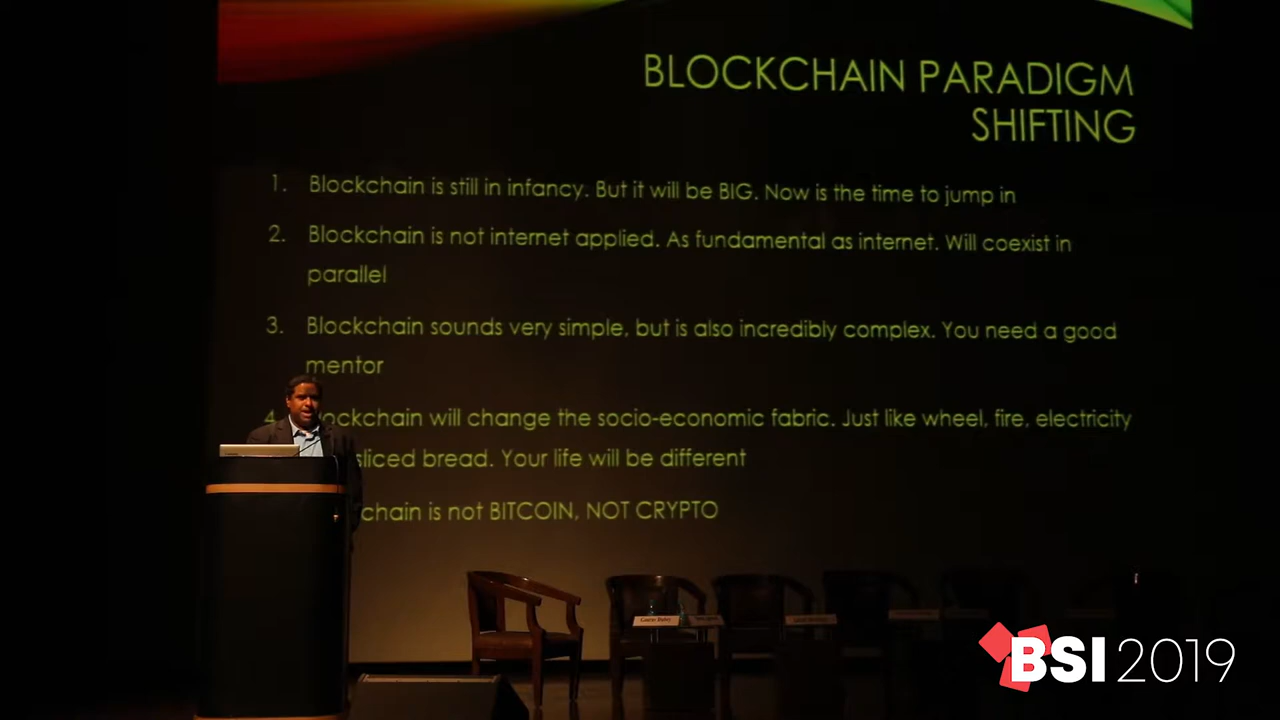 BLOCKCHAIN PARADIGM
SHIFTING
1. Blockchain is still in infancy. But it will be BIG. Now is the time to jump in
2. Blockchain is not internet applied. As fundamental as internet. Will coexist in
parallel
3. Blockchain sounds very simple, but is also incredibly complex. You need a good
mentor
4. ockchain will change the socio-economic fabric. Just like wheel, fire, electricity
sliced bread. Your life will be different
chain is not BITCOIN, NOT CRYPTO
BSI 2019